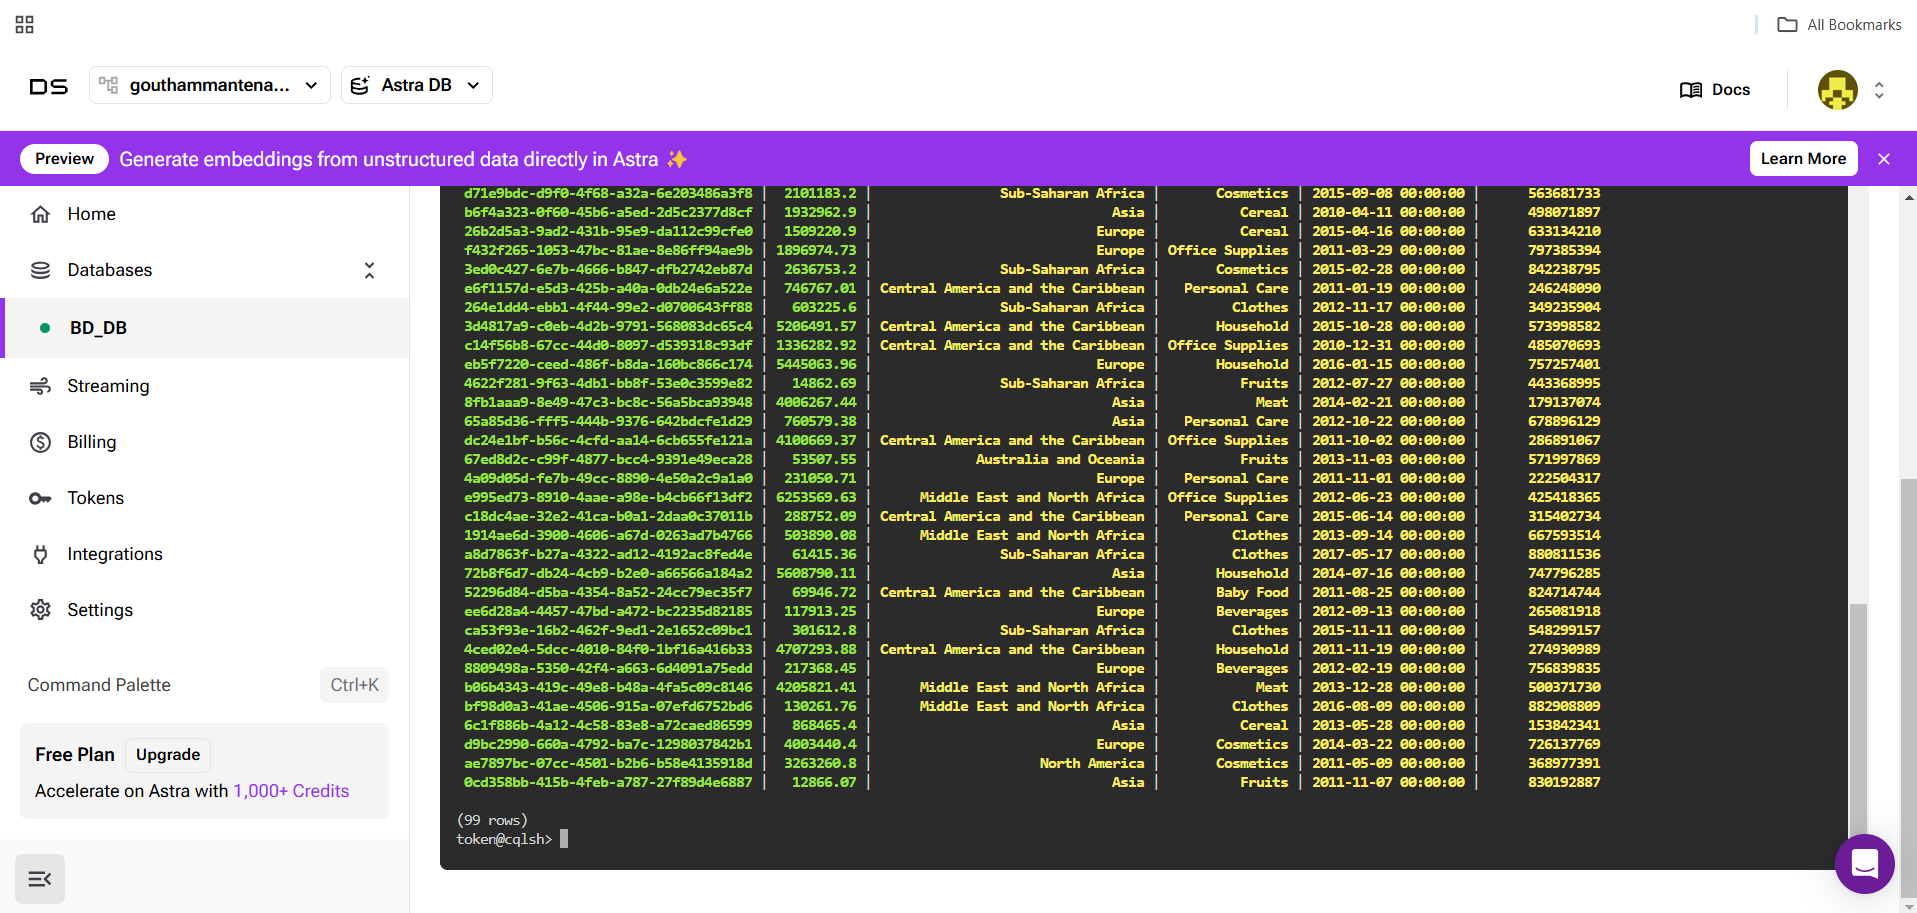 All Bookmarks
DS
gouthammantena...
Astra DB
Docs
Preview
Generate embeddings from unstructured data directly in Astra ✨
Learn More
Home
Databases
BD_DB
Streaming
Billing
Tokens
Integrations
Settings
Command Palette
Ctrl+K
Free Plan
Upgrade
Accelerate on Astra with 1,000+ Credits
d71e9bdc-d9f0-4f68-a32a-6e203486a3f8 | 2101183.2 | Sub-Saharan Africa | Cosmetics | 2015-09-08 00:00:00 | 563681733
b6f4a323-0f60-45b6-a5ed-2d5c2377d8cf | 1932962.9 | Asia | Cereal | 2010-04-11 00:00:00 | 498071897
26b2d5a3-9ad2-431b-95e9-da112c99cfe0 | 1509220.9 | Europe | Cereal | 2015-04-16 00:00:00 | 633134210
f432f265-1053-47bc-81ae-8e86ff94ae9b | 1896974.73 | Europe | Office Supplies | 2011-03-29 00:00:00 | 797385394
3ed0c427-6e7b-4666-b847-dfb2742eb87d | 2636753.2 | Sub-Saharan Africa | Cosmetics | 2015-02-28 00:00:00 | 842238795
e6f1157d-e5d3-425b-a40a-0db24e6a522e | 746767.01 | Central America and the Caribbean | Personal Care | 2011-01-19 00:00:00 | 246248090
264e1dd4-ebb1-4f44-99e2-d0700643ff88 | 603225.6 | Sub-Saharan Africa | Clothes | 2012-11-17 00:00:00 | 349235904
3d4817a9-c0eb-4d2b-9791-568083dc65c4 | 5206491.57 | Central America and the Caribbean | Household | 2015-10-28 00:00:00 | 573998582
c14f56b8-67cc-44d0-8097-d539318c93df | 1336282.92 | Central America and the Caribbean | Office Supplies | 2010-12-31 00:00:00 | 485070693
eb5f7220-ceed-486f-b8da-160bc866c174 | 5445063.96 | Europe | Household | 2016-01-15 00:00:00 | 757257401
4622f281-9f63-4db1-bb8f-53e0c3599e82 | 14862.69 | Sub-Saharan Africa | Fruits | 2012-07-27 00:00:00 | 443368995
8fb1aaa9-8e49-47c3-bc8c-56a5bca93948 | 4006267.44 | Asia | Meat | 2014-02-21 00:00:00 | 179137074
65a85d36-fff5-444b-9376-642bdcfe1d29 | 760579.38 | Asia | Personal Care | 2012-10-22 00:00:00 | 678896129
dc24e1bf-b56c-4cfd-aa14-6cb655fe121a | 4100669.37 | Central America and the Caribbean | Office Supplies | 2011-10-02 00:00:00 | 286891067
67ed8d2c-c99f-4877-bcc4-9391e49eca28 | 53507.55 | Australia and Oceania | Fruits | 2013-11-03 00:00:00 | 571997869
4a09d05d-fe7b-49cc-8890-4e50a2c9a1a0 | 231050.71 | Europe | Personal Care | 2011-11-01 00:00:00 | 222504317
e995ed73-8910-4aae-a98e-b4cb66f13df2 | 6253569.63 | Middle East and North Africa | Office Supplies | 2012-06-23 00:00:00 | 425418365
c18dc4ae-32e2-41ca-b0a1-2daa0c37011b | 288752.09 | Central America and the Caribbean | Personal Care | 2015-06-14 00:00:00 | 315402734
1914ae6d-3900-4606-a67d-0263ad7b4766 | 503890.08 | Middle East and North Africa | Clothes | 2013-09-14 00:00:00 | 667593514
a8d7863f-b27a-4322-ad12-4192ac8fed4e | 61415.36 | Sub-Saharan Africa | Clothes | 2017-05-17 00:00:00 | 880811536
72b8f6d7-db24-4cb9-b2e0-a66566a184a2 | 5608790.11 | Asia | Household | 2014-07-16 00:00:00 | 747796285
52296d84-d5ba-4354-8a52-24cc79ec35f7 | 69946.72 | Central America and the Caribbean | Baby Food | 2011-08-25 00:00:00 | 824714744
ee6d28a4-4457-47bd-a472-bc2235d82185 | 117913.25 | Europe | Beverages | 2012-09-13 00:00:00 | 265081918
ca53f93e-16b2-462f-9ed1-2e1652c09bc1 | 301612.8 | Sub-Saharan Africa | Clothes | 2015-11-11 00:00:00 | 548299157
4ced02e4-5dcc-4010-84f0-1bf16a416b33 | 4707293.88 | Central America and the Caribbean | Household | 2011-11-19 00:00:00 | 274930989
8809498a-5350-42f4-a663-6d4091a75edd | 217368.45 | Europe | Beverages | 2012-02-19 00:00:00 | 756839835
b06b4343-419c-49e8-b48a-4fa5c09c8146 | 4205821.41 | Middle East and North Africa | Meat | 2013-12-28 00:00:00 | 500371730
bf98d0a3-41ae-4506-915a-07efd6752bd6 | 130261.76 | Middle East and North Africa | Clothes | 2016-08-09 00:00:00 | 882908809
6c1f886b-4a12-4c58-83e8-a72caed86599 | 868465.4 | Asia | Cereal | 2013-05-28 00:00:00 | 153842341
d9bc2990-660a-4792-ba7c-1298037842b1 | 4003440.4 | Europe | Cosmetics | 2014-03-22 00:00:00 | 726137769
ae7897bc-07cc-4501-b2b6-b58e4135918d | 3263260.8 | North America | Cosmetics | 2011-05-09 00:00:00 | 368977391
0cd358bb-415b-4feb-a787-27f89d4e6887 | 12866.07 | Asia | Fruits | 2011-11-07 00:00:00 | 830192887
(99 rows)
token@cqlsh>